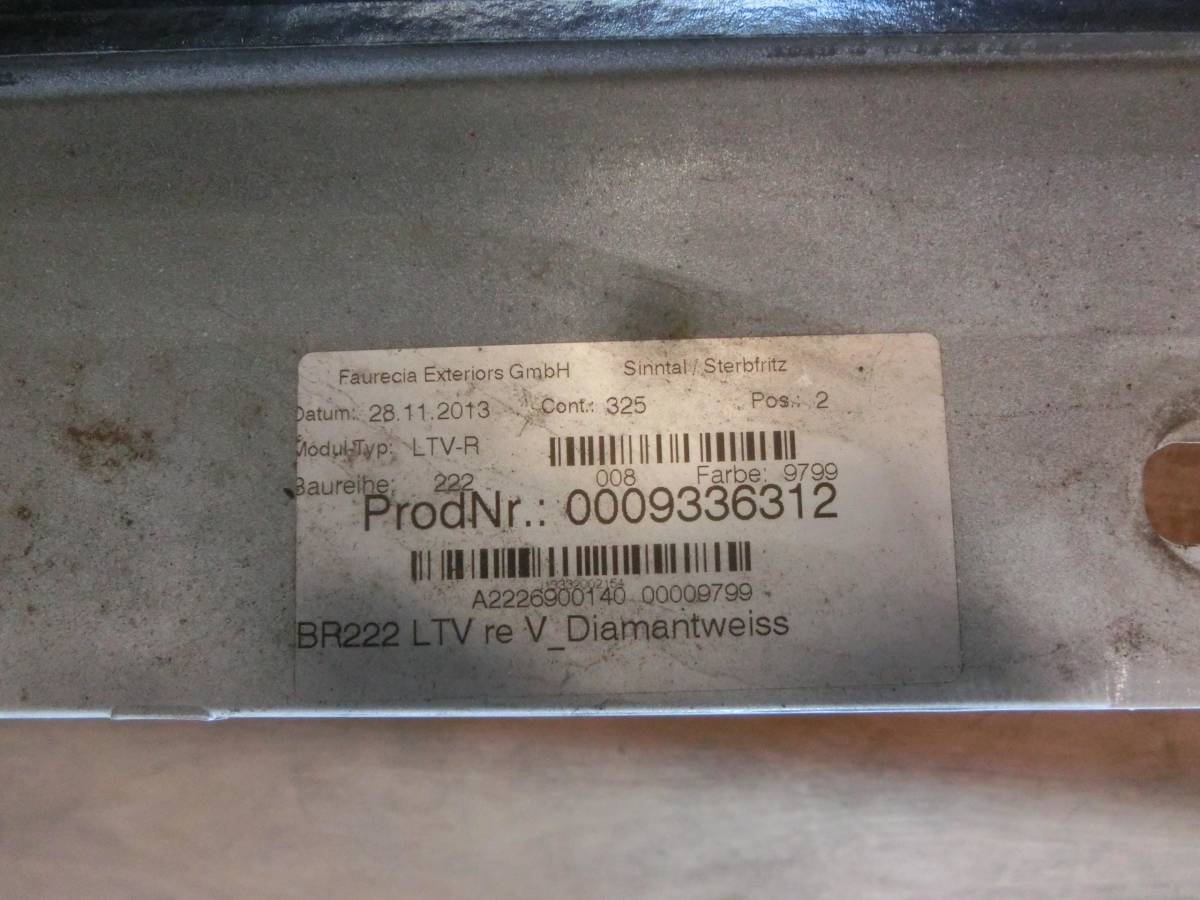 Faurecia Exteriors GmbH Sinntal / Sterbfritz
Datum: 28.11.2013 Cont.: 325 Pos.: 2
Modul-Typ: LTV-R
Baureihe: 222 008 Farbe: 9799
ProdNr.: 0009336312
13332002154
A2226900140 00009799
BR222 LTV re V_Diamantweiss